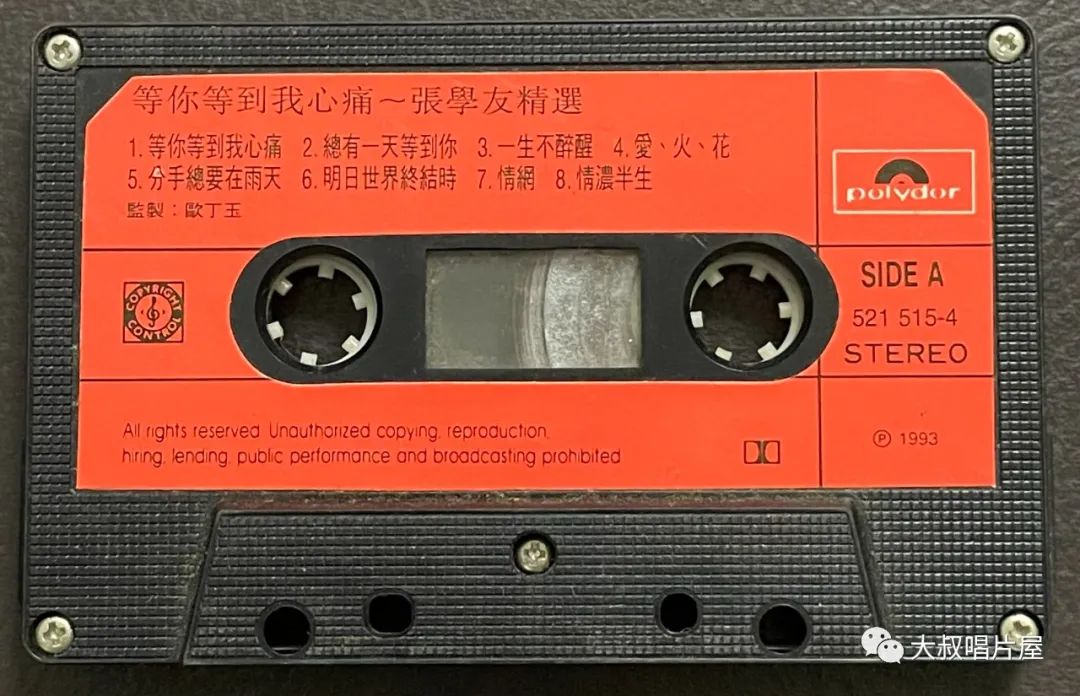 等你等到我心痛～張學友精選
1. 等你等到我心痛 2. 總有一天等到你 3. 一生不醉醒 4. 愛、火、花
5. 分手總要在雨天 6. 明日世界終結時 7. 情網 8. 情濃半生
監製：歐丁玉
polydor
COPYRIGHT CONTROL
SIDE A
521 515-4
STEREO
All rights reserved. Unauthorized copying, reproduction,
hiring, lending, public performance and broadcasting prohibited
Ⓟ 1993
大叔唱片屋